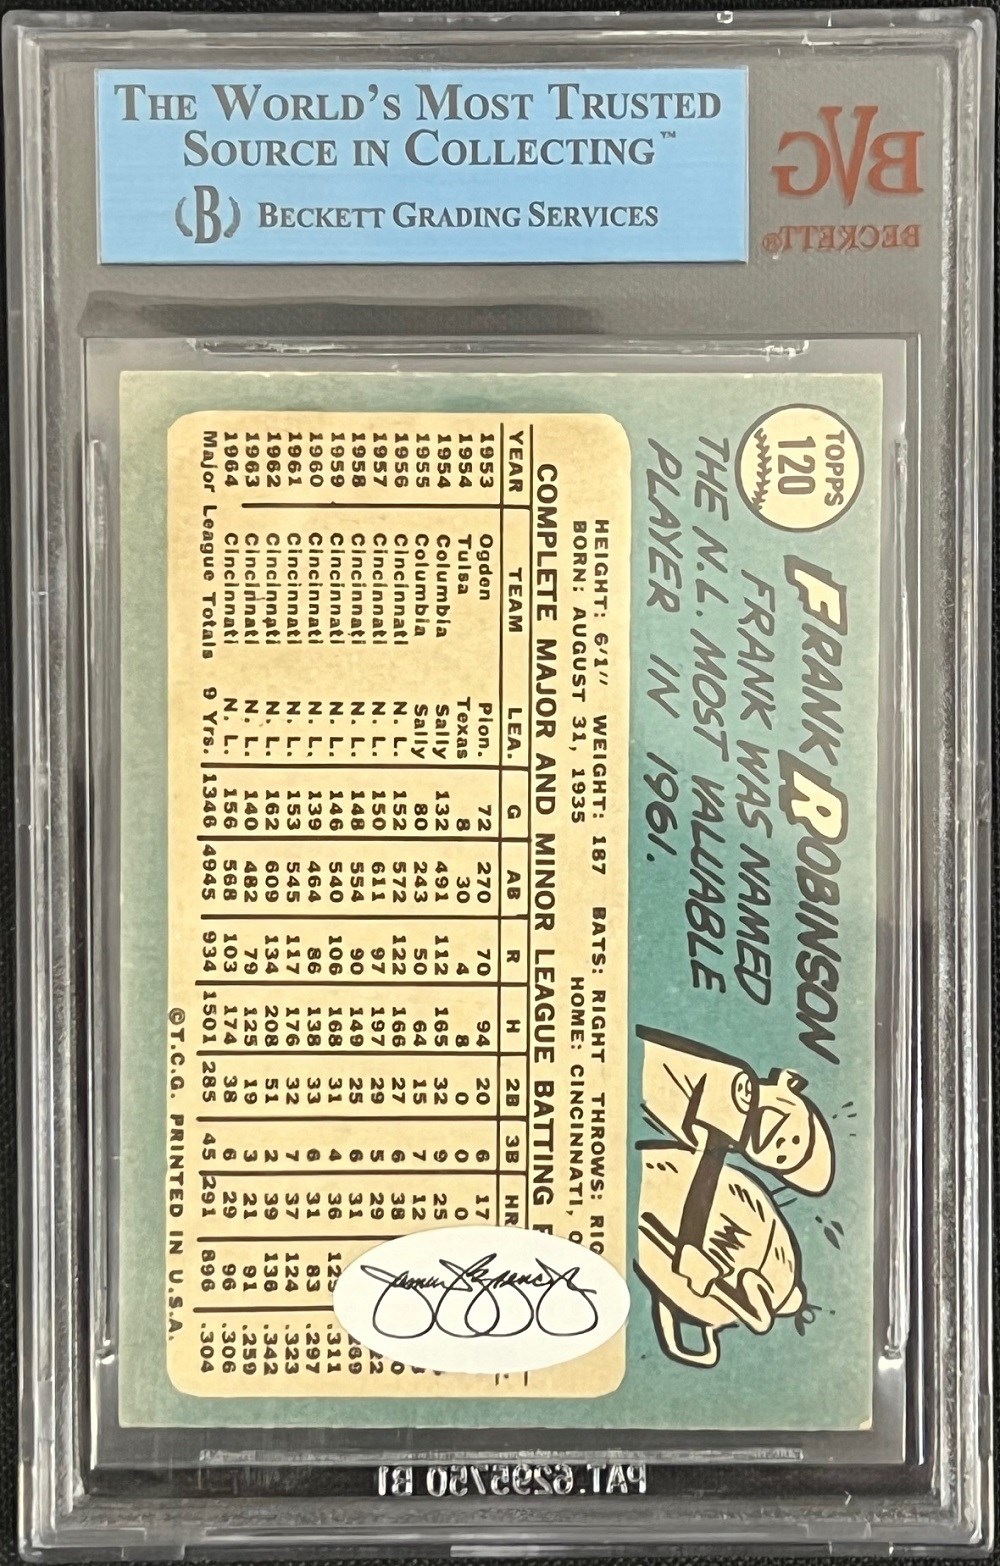 THE WORLD'S MOST TRUSTED
SOURCE IN COLLECTING™
(B) BECKETT GRADING SERVICES
BVG
BECKETT®
TOPPS
120
FRANK ROBINSON
FRANK WAS NAMED
THE N.L. MOST VALUABLE
PLAYER IN 1961.
HEIGHT: 6'1" WEIGHT: 187 BATS: RIGHT THROWS: RIG
BORN: AUGUST 31, 1935 HOME: CINCINNATI, O
COMPLETE MAJOR AND MINOR LEAGUE BATTING
YEAR TEAM LEA. G AB R H 2B 3B HR
1953 Ogden Pion. 72 270 70 94 20 6 17
1954 Tulsa Texas 8 30 4 8 0 0 0
1954 Columbia Sally 132 491 112 165 32 9 25
1955 Columbia Sally 80 243 50 64 15 7 12
1956 Cincinnati N. L. 152 572 122 166 27 6 38
1957 Cincinnati N. L. 150 611 97 197 29 5 29
1958 Cincinnati N. L. 148 554 90 149 25 6 31
1959 Cincinnati N. L. 146 540 106 168 31 4 36 125 .311
1960 Cincinnati N. L. 139 464 86 138 33 6 31 83 .297
1961 Cincinnati N. L. 153 545 117 176 32 7 37 124 .323
1962 Cincinnati N. L. 162 609 134 208 51 2 39 136 .342
1963 Cincinnati N. L. 140 482 79 125 19 3 21 91 .259
1964 Cincinnati N. L. 156 568 103 174 38 6 29 96 .306
Major League Totals 9 Yrs. 1346 4945 934 1501 285 45 291 896 .304
©T.C.G. PRINTED IN U.S.A.
MVP
PAT.6295750 B1